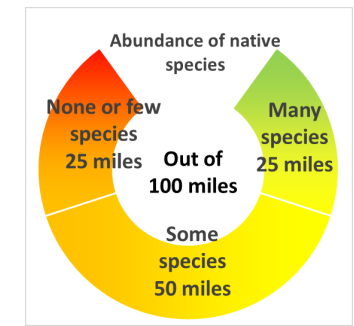 Abundance of native
species
None or few
species
25 miles
Many
species
25 miles
Out of
100 miles
Some
species
50 miles